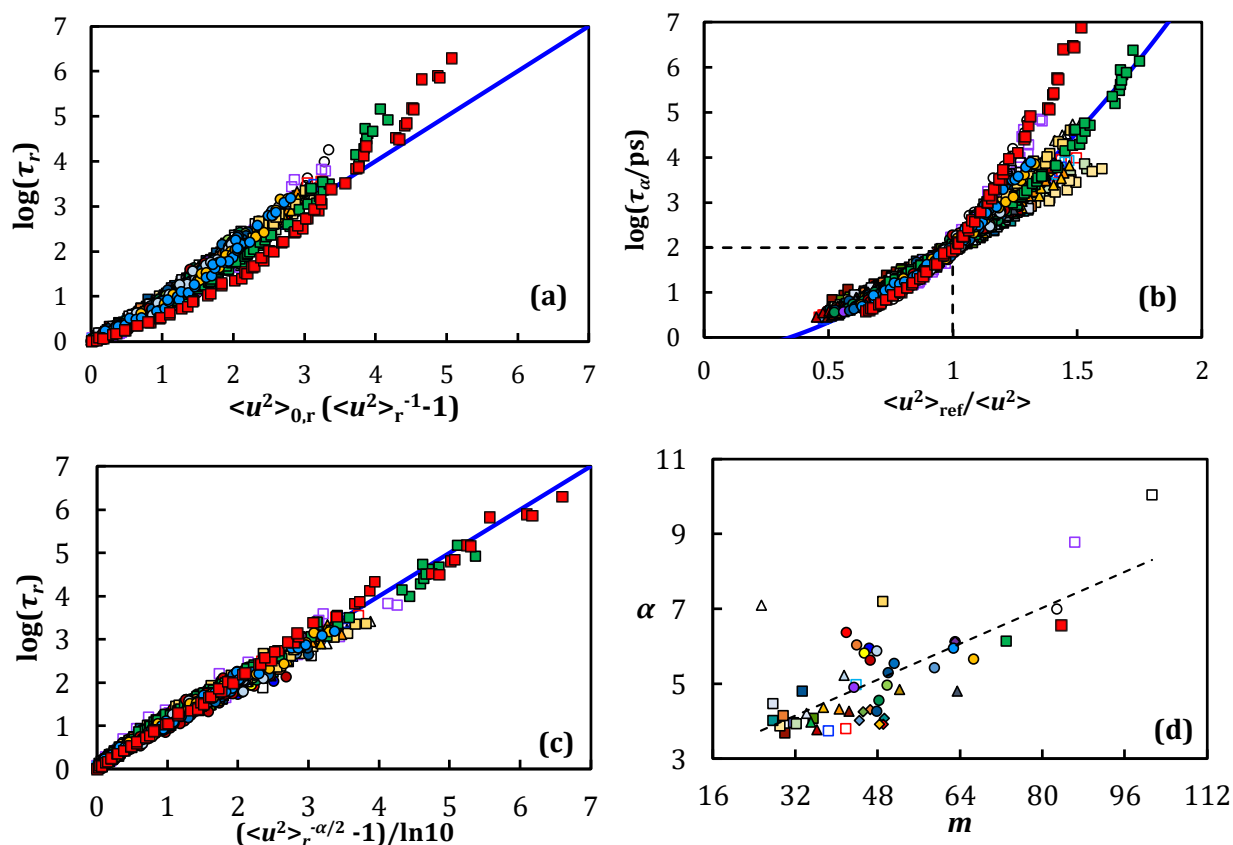 7
6
5
4
3
2
1
0
log(τᵣ)
0 1 2 3 4 5 6 7
<u²>₀,ᵣ (<u²>ᵣ⁻¹-1)
(a)
7
6
5
4
3
2
1
0
log(τα/ps)
0 0.5 1 1.5 2
<u²>ref/<u²>
(b)
7
6
5
4
3
2
1
0
log(τᵣ)
0 1 2 3 4 5 6 7
(<u²>ᵣ^-α/2 -1)/ln10
(c)
11
9
7
5
3
α
16 32 48 64 80 96 112
m
(d)